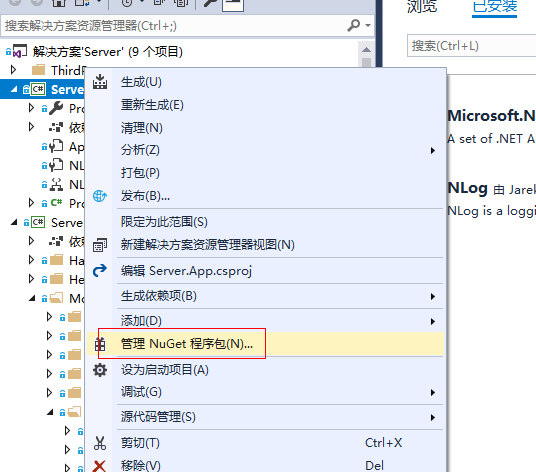 浏览 已安装
搜索解决方案资源管理器(Ctrl+;)
搜索(Ctrl+L)
解决方案'Server' (9 个项目)
ThirdP
Server
生成(U)
重新生成(E)
Pro
Microsoft.N
依赖
清理(N)
A set of .NET A
App
分析(Z)
NL
打包(P)
NL
发布(B)...
NLog 由 Jarek
Pro
NLog is a loggi
Server
限定为此范围(S)
依赖
新建解决方案资源管理器视图(N)
Ha
编辑 Server.App.csproj
He
生成依赖项(B)
Mo
添加(D)
管理 NuGet 程序包(N)...
设为启动项目(A)
调试(G)
源代码管理(S)
剪切(T) Ctrl+X
移除(V) Del